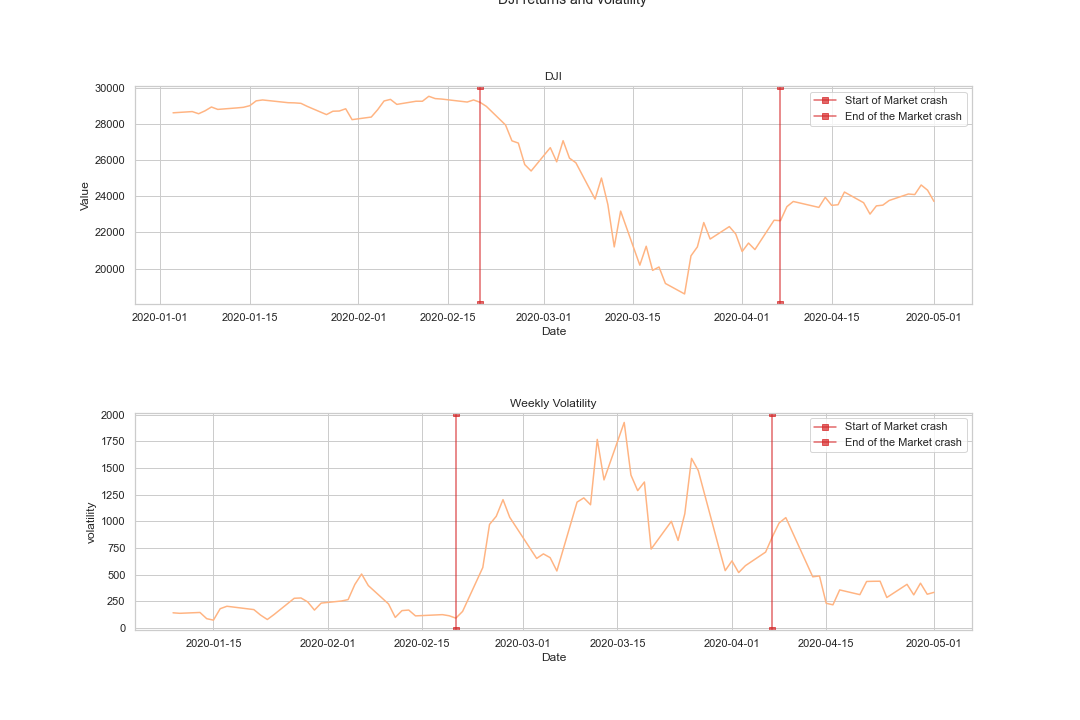 DJI returns and volatility
DJI
30000
28000
26000
24000
22000
20000
Value
Start of Market crash
End of the Market crash
2020-01-01 2020-01-15 2020-02-01 2020-02-15 2020-03-01 2020-03-15 2020-04-01 2020-04-15 2020-05-01
Date
Weekly Volatility
2000
1750
1500
1250
1000
750
500
250
0
volatility
Start of Market crash
End of the Market crash
2020-01-15 2020-02-01 2020-02-15 2020-03-01 2020-03-15 2020-04-01 2020-04-15 2020-05-01
Date